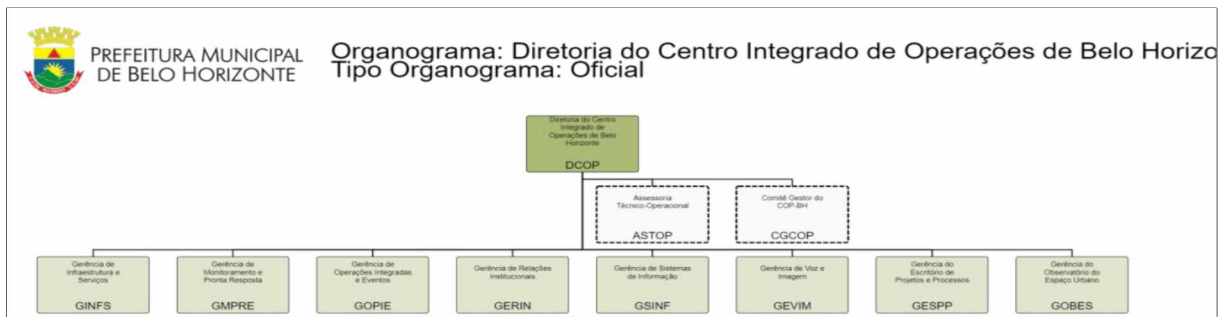 PREFEITURA MUNICIPAL
DE BELO HORIZONTE
Organograma: Diretoria do Centro Integrado de Operações de Belo Horizo
Tipo Organograma: Oficial
Diretoria do Centro
Integrado de
Operações de Belo
Horizonte
DCOP
Assessoria
Técnico-Operacional
ASTOP
Comitê Gestor do
COP-BH
CGCOP
Gerência de
Infraestrutura e
Serviços
GINFS
Gerência de
Monitoramento e
Pronta Resposta
GMPRE
Gerência de
Operações Integradas
e Eventos
GOPIE
Gerência de Relações
Institucionais
GERIN
Gerência de Sistemas
de Informação
GSINF
Gerência de Voz e
Imagem
GEVIM
Gerência do
Escritório de
Projetos e Processos
GESPP
Gerência do
Observatório do
Espaço Urbano
GOBES